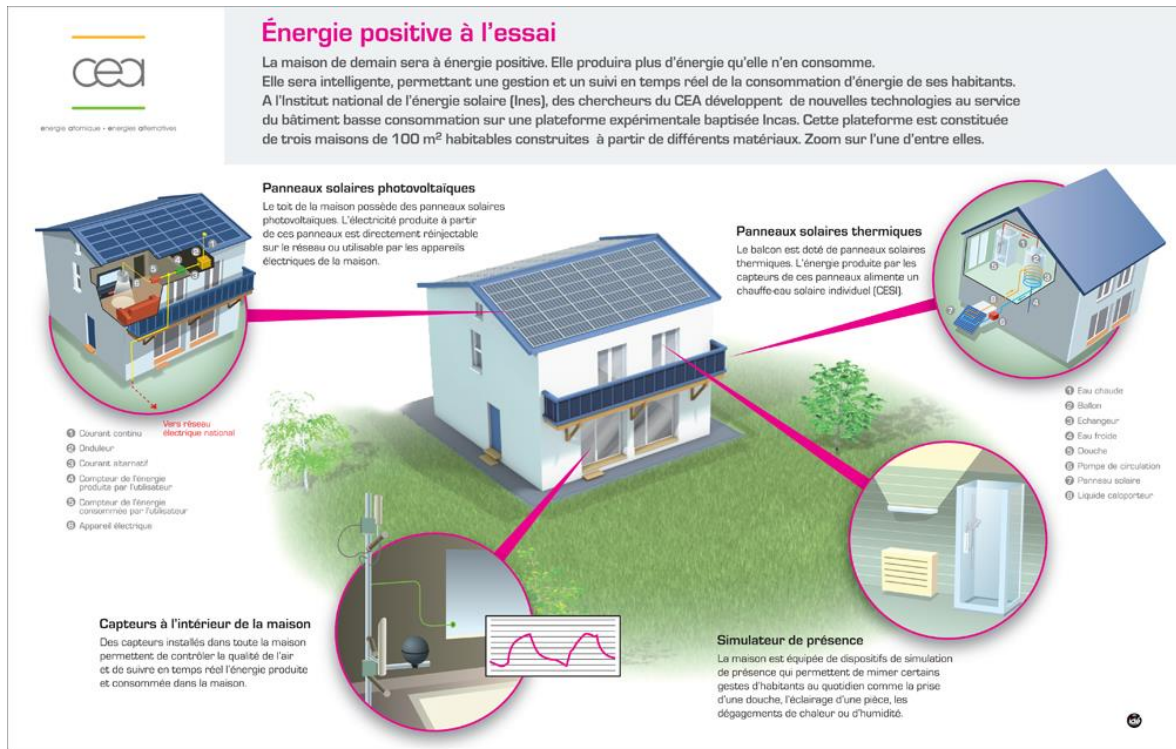 cea
energie atomique • energies alternatives
Énergie positive à l'essai
La maison de demain sera à énergie positive. Elle produira plus d'énergie qu'elle n'en consomme.
Elle sera intelligente, permettant une gestion et un suivi en temps réel de la consommation d'énergie de ses habitants.
A l'Institut national de l'énergie solaire (Ines), des chercheurs du CEA développent de nouvelles technologies au service
du bâtiment basse consommation sur une plateforme expérimentale baptisée Incas. Cette plateforme est constituée
de trois maisons de 100 m² habitables construites à partir de différents matériaux. Zoom sur l'une d'entre elles.
Panneaux solaires photovoltaïques
Le toit de la maison possède des panneaux solaires
photovoltaïques. L'électricité produite à partir
de ces panneaux est directement réinjectable
sur le réseau ou utilisable par les appareils
électriques de la maison.
Panneaux solaires thermiques
Le balcon est doté de panneaux solaires
thermiques. L'énergie produite par les
capteurs de ces panneaux alimente un
chauffe-eau solaire individuel (CESI).
Vers réseau
électrique national
1 Courant continu
2 Onduleur
3 Courant alternatif
4 Compteur de l'énergie
produite par l'utilisateur
5 Compteur de l'énergie
consommée par l'utilisateur
6 Appareil électrique
1 Eau chaude
2 Ballon
3 Echangeur
4 Eau froide
5 Douche
6 Pompe de circulation
7 Panneau solaire
8 Liquide caloporteur
Capteurs à l'intérieur de la maison
Des capteurs installés dans toute la maison
permettent de contrôler la qualité de l'air
et de suivre en temps réel l'énergie produite
et consommée dans la maison.
Simulateur de présence
La maison est équipée de dispositifs de simulation
de présence qui permettent de mimer certains
gestes d'habitants au quotidien comme la prise
d'une douche, l'éclairage d'une pièce, les
dégagements de chaleur ou d'humidité.